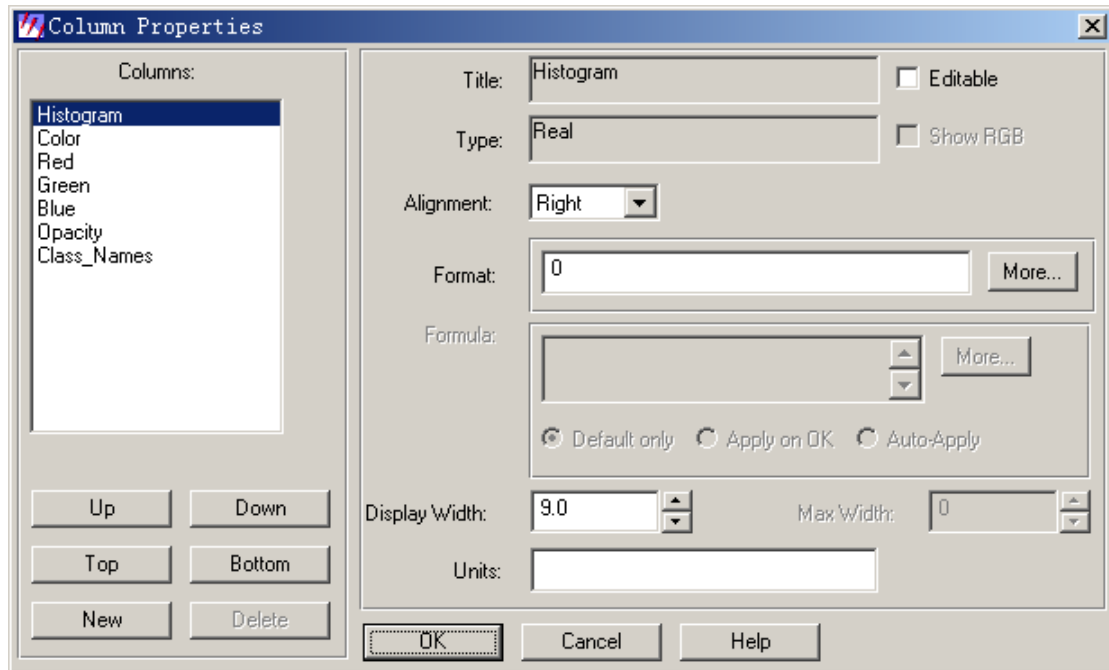 Column Properties
Columns:
Histogram
Color
Red
Green
Blue
Opacity
Class_Names
Up
Down
Top
Bottom
New
Delete
Title:
Histogram
Editable
Type:
Real
Show RGB
Alignment:
Right
Format:
0
More...
Formula:
More...
Default only
Apply on OK
Auto-Apply
Display Width:
9.0
Max Width:
0
Units:
OK
Cancel
Help